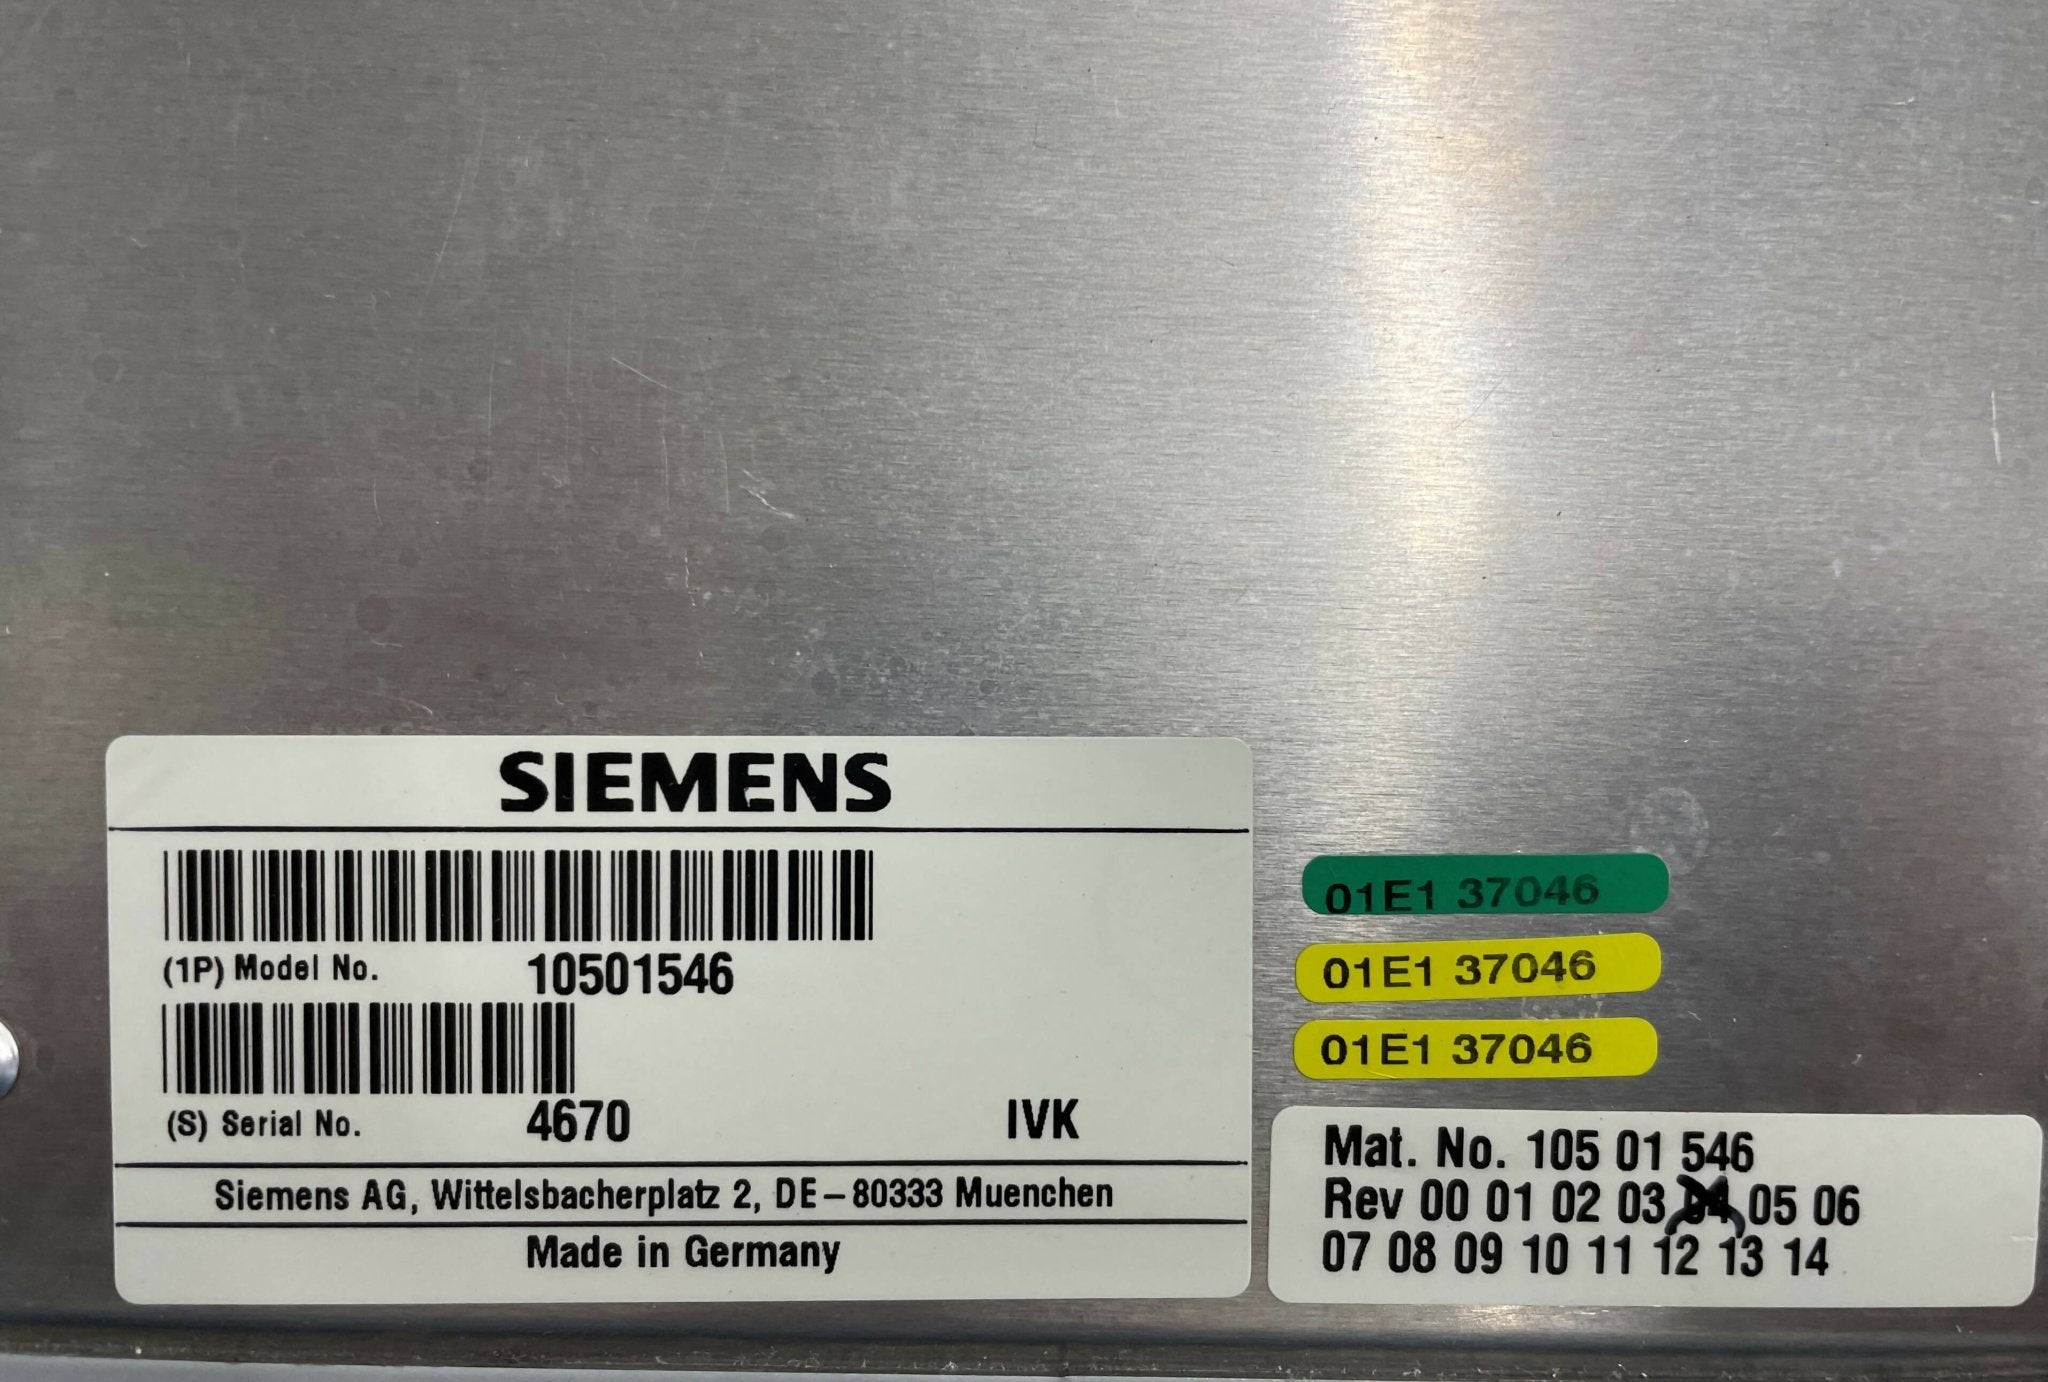 SIEMENS
(1P) Model No. 10501546
(S) Serial No. 4670 IVK
Siemens AG, Wittelsbacherplatz 2, DE-80333 Muenchen
Made in Germany
01E1 37046
01E1 37046
01E1 37046
Mat. No. 105 01 546
Rev 00 01 02 03 04 05 06
07 08 09 10 11 12 13 14